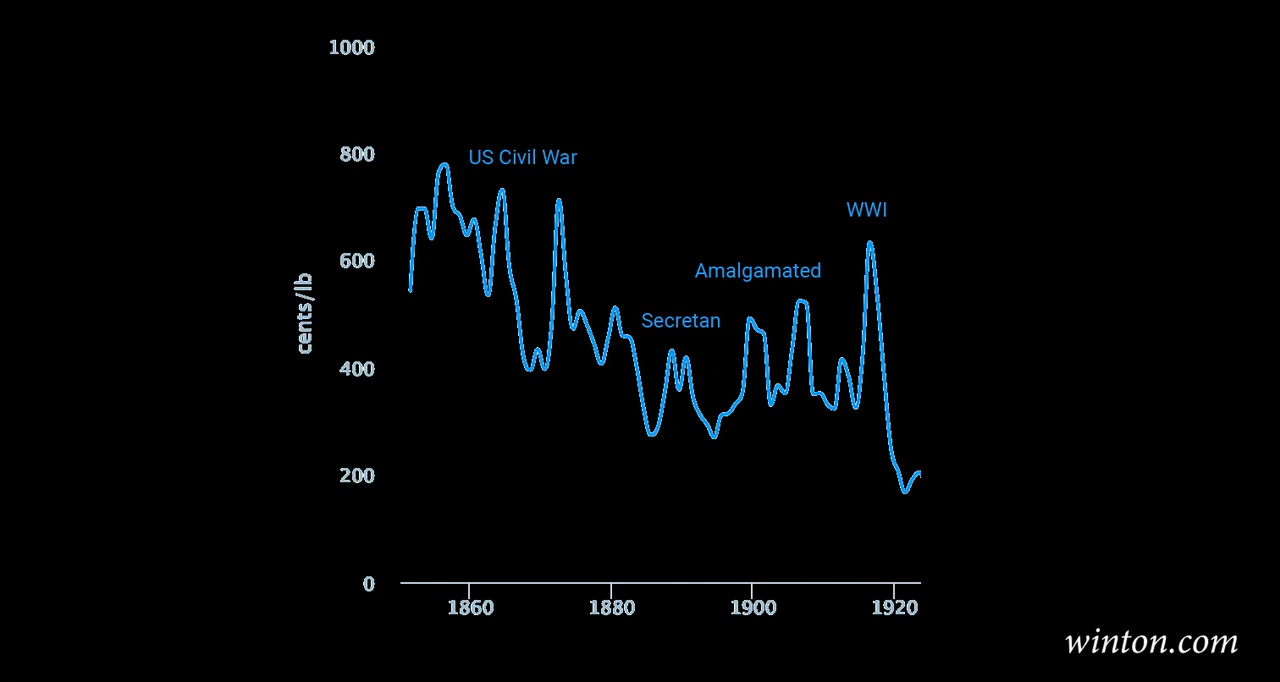 1000
800
US Civil War
WWI
600
Amalgamated
cents/lb
Secretan
400
200
0
1860 1880 1900 1920
winton.com